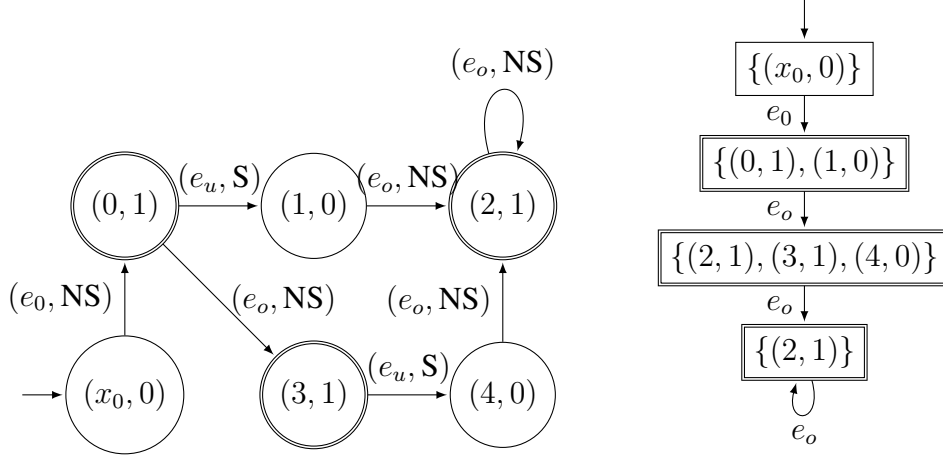 (e_o, NS)
(0, 1)
(e_u, S)
(1, 0)
(e_o, NS)
(2, 1)
(e_0, NS)
(e_o, NS)
(e_o, NS)
(x_0, 0)
(3, 1)
(e_u, S)
(4, 0)
{(x_0, 0)}
e_0
{(0, 1), (1, 0)}
e_o
{(2, 1), (3, 1), (4, 0)}
e_o
{(2, 1)}
e_o